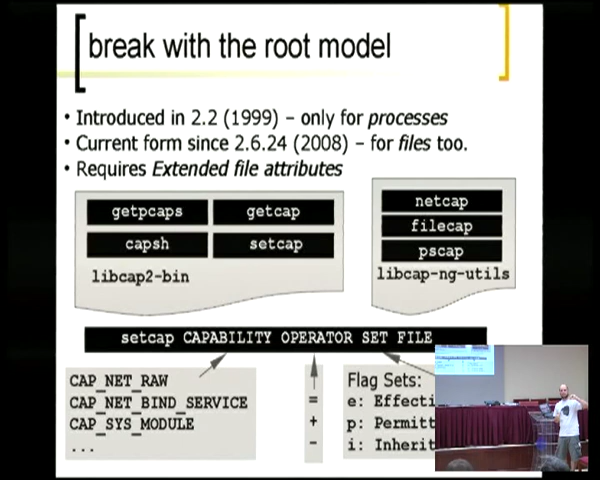 break with the root model
• Introduced in 2.2 (1999) – only for processes
• Current form since 2.6.24 (2008) – for files too.
• Requires Extended file attributes
getpcaps getcap
capsh setcap
libcap2-bin
netcap
filecap
pscap
libcap-ng-utils
setcap CAPABILITY OPERATOR SET FILE
CAP_NET_RAW
CAP_NET_BIND_SERVICE
CAP_SYS_MODULE
...
=
+
-
Flag Sets:
e: Effecti
p: Permitt
i: Inherit